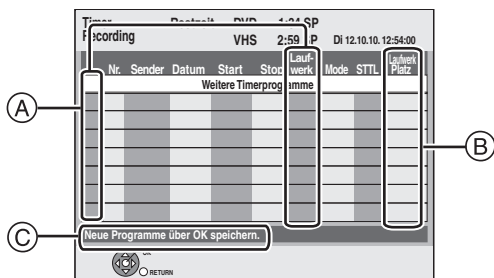 Timer Restzeit DVD 1:34 SP
Recording VHS 2:59 SP Di 12.10.10. 12:54:00
Nr. Sender Datum Start Stop Lauf-werk Mode STTL Laufwerk Platz
Weitere Timerprogramme
A
B
C
Neue Programme über OK speichern.
OK
RETURN